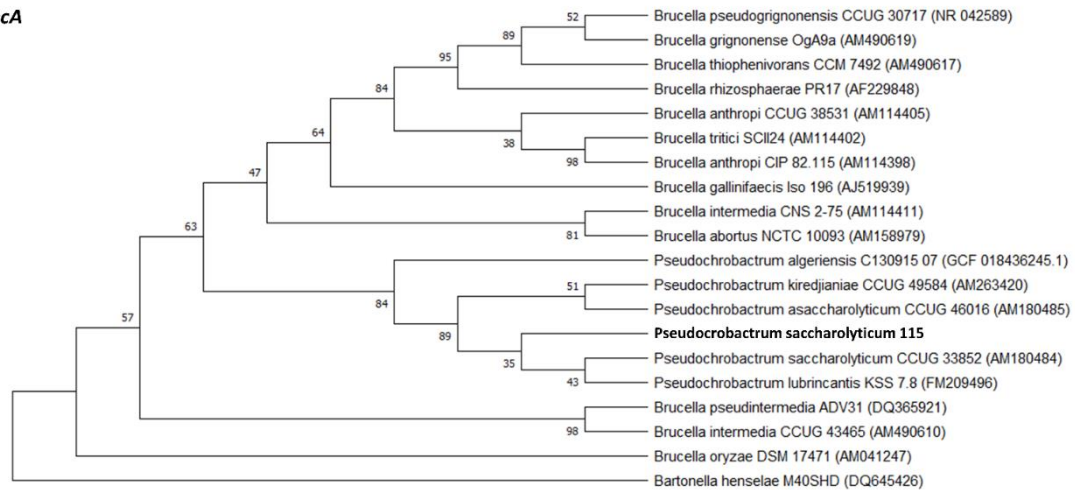 cA
52
Brucella pseudogrignonensis CCUG 30717 (NR 042589)
89
Brucella grignonense OgA9a (AM490619)
95
Brucella thiophenivorans CCM 7492 (AM490617)
84
Brucella rhizosphaerae PR17 (AF229848)
Brucella anthropi CCUG 38531 (AM114405)
64
38
Brucella tritici SCII24 (AM114402)
98
Brucella anthropi CIP 82.115 (AM114398)
47
Brucella gallinifaecis Iso 196 (AJ519939)
Brucella intermedia CNS 2-75 (AM114411)
63
81
Brucella abortus NCTC 10093 (AM158979)
Pseudochrobactrum algeriensis C130915 07 (GCF 018436245.1)
84
51
Pseudochrobactrum kiredjianiae CCUG 49584 (AM263420)
Pseudochrobactrum asaccharolyticum CCUG 46016 (AM180485)
57
89
Pseudocrobactrum saccharolyticum 115
35
Pseudochrobactrum saccharolyticum CCUG 33852 (AM180484)
43
Pseudochrobactrum lubrincantis KSS 7.8 (FM209496)
Brucella pseudintermedia ADV31 (DQ365921)
98
Brucella intermedia CCUG 43465 (AM490610)
Brucella oryzae DSM 17471 (AM041247)
Bartonella henselae M40SHD (DQ645426)